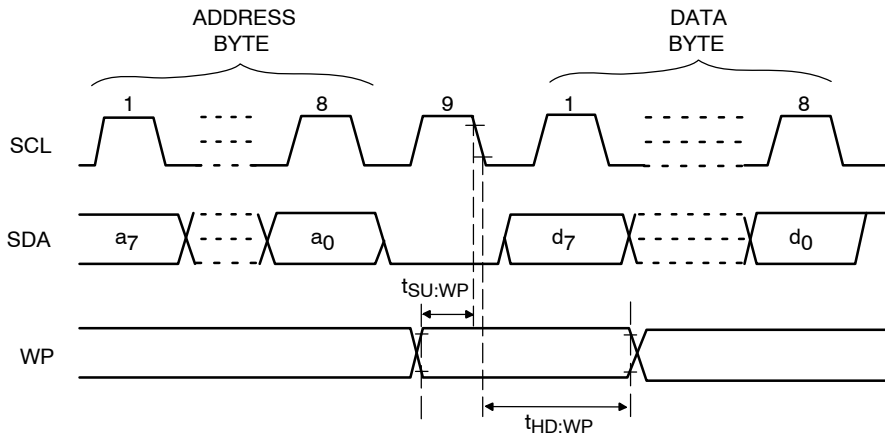 ADDRESS
BYTE
DATA
BYTE
1
8
9
1
8
SCL
SDA
a7
a0
d7
d0
tSU:WP
WP
tHD:WP